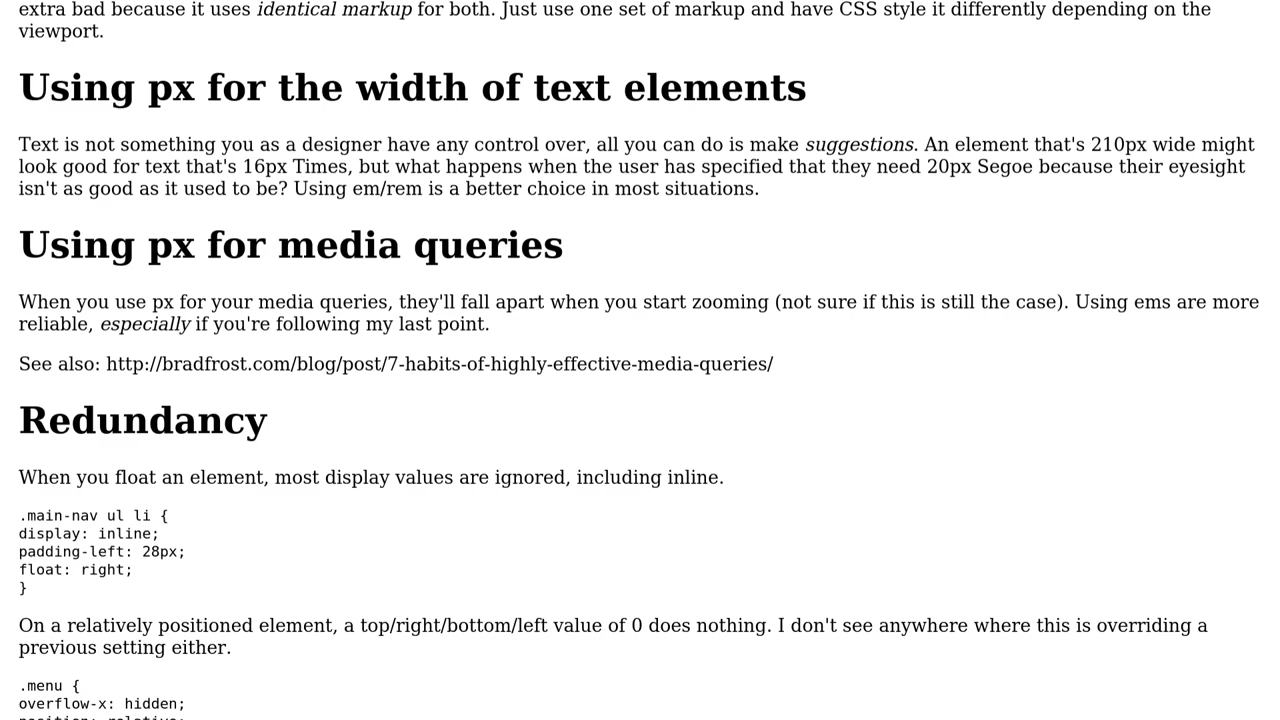 extra bad because it uses identical markup for both. Just use one set of markup and have CSS style it differently depending on the
viewport.
Using px for the width of text elements
Text is not something you as a designer have any control over, all you can do is make suggestions. An element that's 210px wide might
look good for text that's 16px Times, but what happens when the user has specified that they need 20px Segoe because their eyesight
isn't as good as it used to be? Using em/rem is a better choice in most situations.
Using px for media queries
When you use px for your media queries, they'll fall apart when you start zooming (not sure if this is still the case). Using ems are more
reliable, especially if you're following my last point.
See also: http://bradfrost.com/blog/post/7-habits-of-highly-effective-media-queries/
Redundancy
When you float an element, most display values are ignored, including inline.
.main-nav ul li {
display: inline;
padding-left: 28px;
float: right;
}
On a relatively positioned element, a top/right/bottom/left value of 0 does nothing. I don't see anywhere where this is overriding a
previous setting either.
.menu {
overflow-x: hidden;
position: relative;